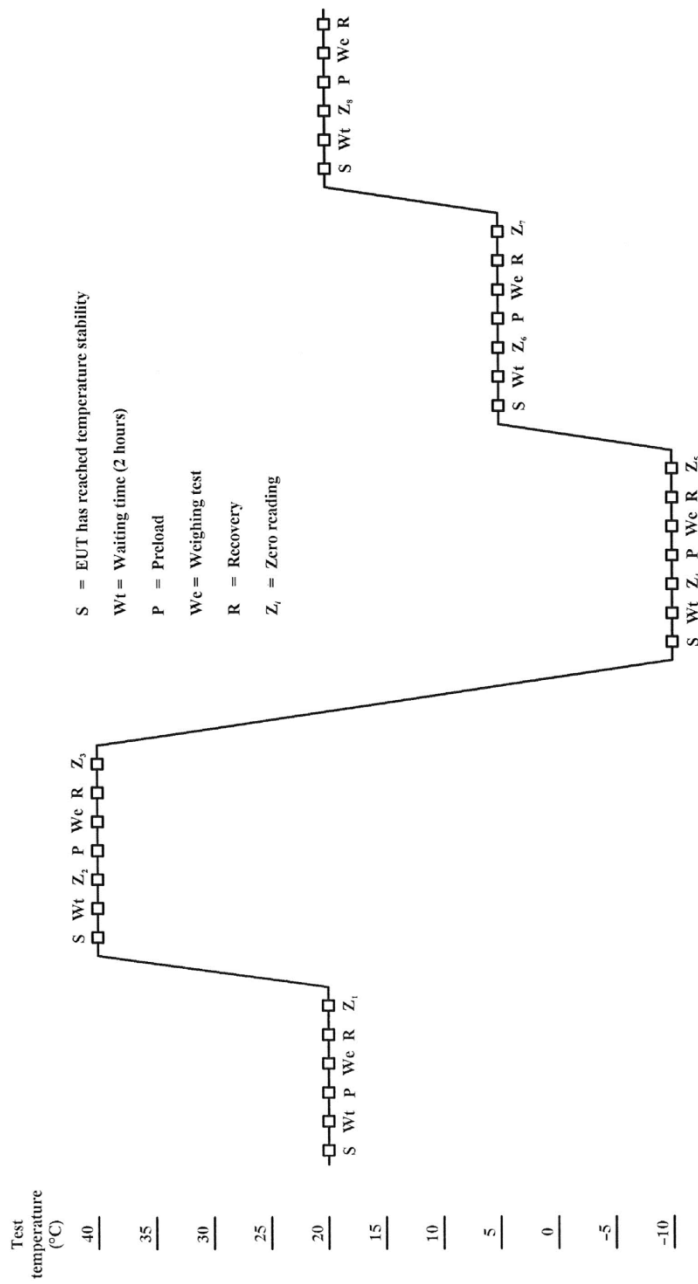 Test
temperature
(°C)
40
35
30
25
20
15
10
5
0
-5
-10
S Wt P We R Z₁
S Wt Z₂ P We R Z₃
S = EUT has reached temperature stability
Wt = Waiting time (2 hours)
P = Preload
We = Weighing test
R = Recovery
Zᵢ = Zero reading
S Wt Z P We R Z₅
S Wt Z₆ P We R Z₇
S Wt Z₈ P We R